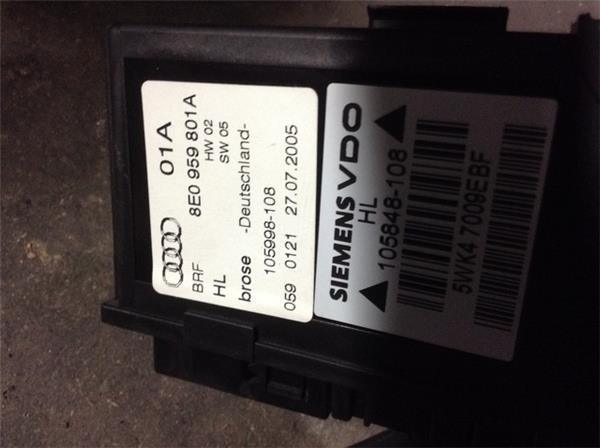 01A
8E0 959 801A
HW 02
SW 05
BRF
HL
brose -Deutschland-
105998-108
059 0121 27.07.2005
SIEMENS VDO
HL
105848-108
5WK4 7009EBF